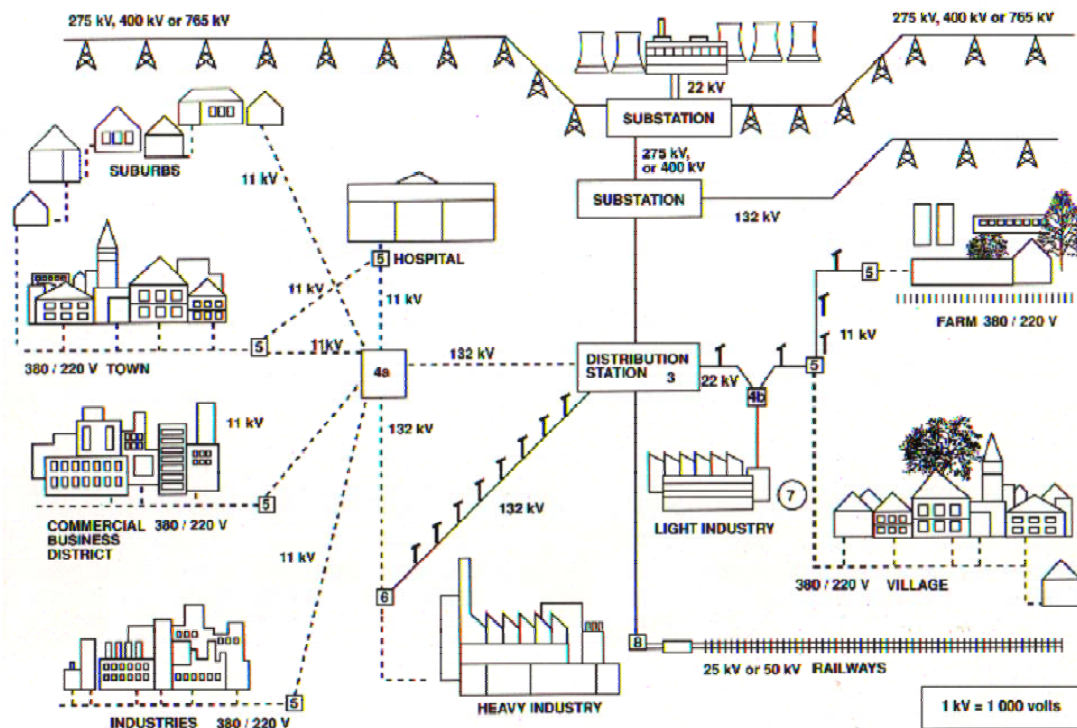 275 kV, 400 kV or 765 kV
275 kV, 400 kV or 765 kV
22 kV
SUBSTATION
SUBURBS
11 kV
275 kV,
or 400 kV
SUBSTATION
132 kV
5 HOSPITAL
11 kV
11 kV
5
FARM 380 / 220 V
11 kV
5
11kV
4a
132 kV
DISTRIBUTION
STATION 3
22 kV
4b
5
380 / 220 V TOWN
132 kV
11 kV
132 kV
7
LIGHT INDUSTRY
5
COMMERCIAL 380 / 220 V
BUSINESS
DISTRICT
11 kV
380 / 220 V VILLAGE
6
8
25 kV or 50 kV RAILWAYS
5
INDUSTRIES 380 / 220 V
HEAVY INDUSTRY
1 kV = 1 000 volts